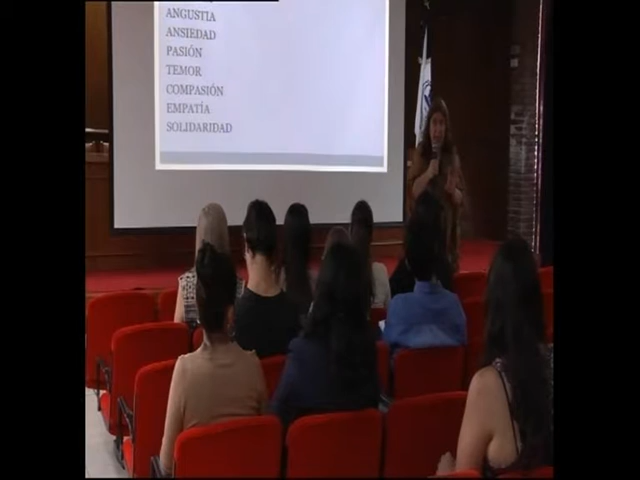 ANGUSTIA
ANSIEDAD
PASIÓN
TEMOR
COMPASIÓN
EMPATÍA
SOLIDARIDAD